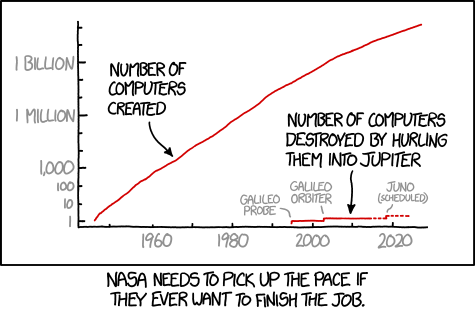 1 BILLION
1 MILLION
1,000
100
10
1
NUMBER OF
COMPUTERS
CREATED
NUMBER OF COMPUTERS
DESTROYED BY HURLING
THEM INTO JUPITER
GALILEO
PROBE
GALILEO
ORBITER
JUNO
(SCHEDULED)
1960
1980
2000
2020
NASA NEEDS TO PICK UP THE PACE IF
THEY EVER WANT TO FINISH THE JOB.